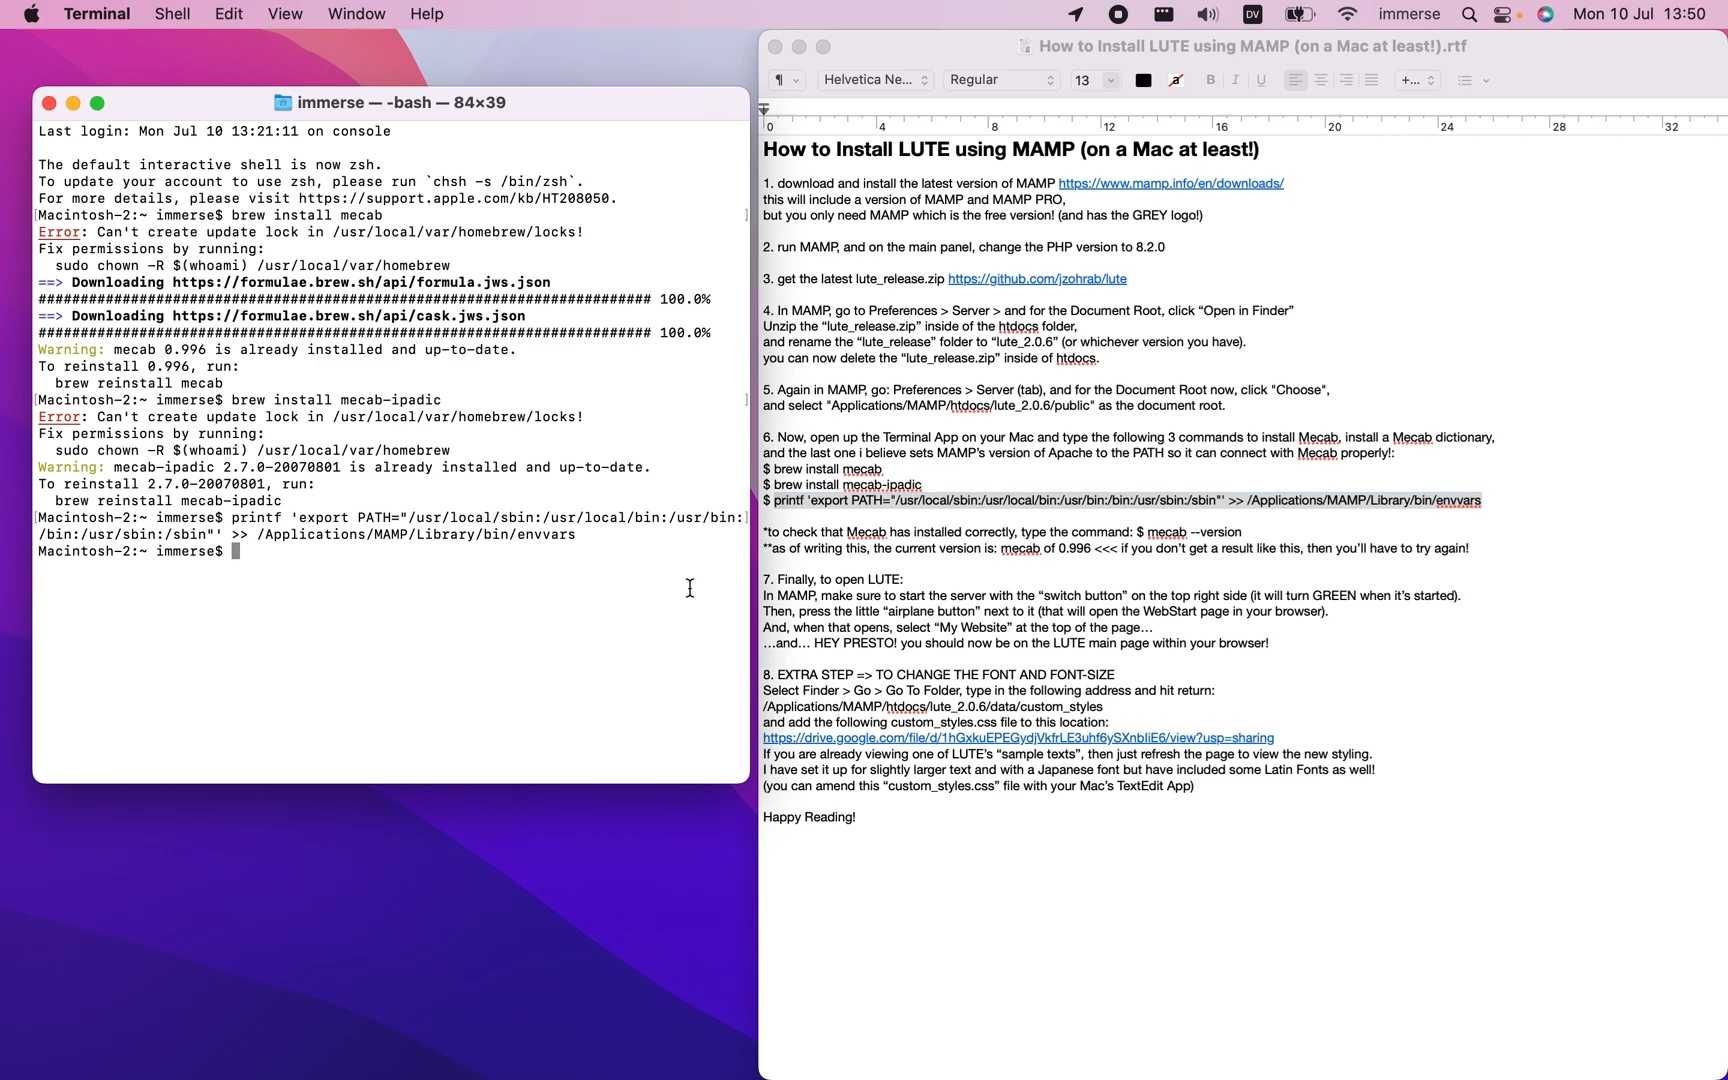 Terminal Shell Edit View Window Help
DV immerse Mon 10 Jul 13:50
immerse — -bash — 84×39
Last login: Mon Jul 10 13:21:11 on console
The default interactive shell is now zsh.
To update your account to use zsh, please run `chsh -s /bin/zsh`.
For more details, please visit https://support.apple.com/kb/HT208050.
[Macintosh-2:~ immerse$ brew install mecab ]
Error: Can't create update lock in /usr/local/var/homebrew/locks!
Fix permissions by running:
sudo chown -R $(whoami) /usr/local/var/homebrew
==> Downloading https://formulae.brew.sh/api/formula.jws.json
######################################################################### 100.0%
==> Downloading https://formulae.brew.sh/api/cask.jws.json
######################################################################### 100.0%
Warning: mecab 0.996 is already installed and up-to-date.
To reinstall 0.996, run:
brew reinstall mecab
[Macintosh-2:~ immerse$ brew install mecab-ipadic ]
Error: Can't create update lock in /usr/local/var/homebrew/locks!
Fix permissions by running:
sudo chown -R $(whoami) /usr/local/var/homebrew
Warning: mecab-ipadic 2.7.0-20070801 is already installed and up-to-date.
To reinstall 2.7.0-20070801, run:
brew reinstall mecab-ipadic
[Macintosh-2:~ immerse$ printf 'export PATH="/usr/local/sbin:/usr/local/bin:/usr/bin:]
/bin:/usr/sbin:/sbin"' >> /Applications/MAMP/Library/bin/envvars
Macintosh-2:~ immerse$
How to Install LUTE using MAMP (on a Mac at least!).rtf
¶ Helvetica Ne... Regular 13 a B I U +...
0 4 8 12 16 20 24 28 32
How to Install LUTE using MAMP (on a Mac at least!)
1. download and install the latest version of MAMP https://www.mamp.info/en/downloads/
this will include a version of MAMP and MAMP PRO,
but you only need MAMP which is the free version! (and has the GREY logo!)
2. run MAMP, and on the main panel, change the PHP version to 8.2.0
3. get the latest lute_release.zip https://github.com/jzohrab/lute
4. In MAMP, go to Preferences > Server > and for the Document Root, click “Open in Finder”
Unzip the “lute_release.zip” inside of the htdocs folder,
and rename the “lute_release” folder to “lute_2.0.6” (or whichever version you have).
you can now delete the “lute_release.zip” inside of htdocs.
5. Again in MAMP, go: Preferences > Server (tab), and for the Document Root now, click "Choose",
and select "Applications/MAMP/htdocs/lute_2.0.6/public" as the document root.
6. Now, open up the Terminal App on your Mac and type the following 3 commands to install Mecab, install a Mecab dictionary,
and the last one i believe sets MAMP’s version of Apache to the PATH so it can connect with Mecab properly!:
$ brew install mecab
$ brew install mecab-ipadic
$ printf 'export PATH="/usr/local/sbin:/usr/local/bin:/usr/bin:/bin:/usr/sbin:/sbin"' >> /Applications/MAMP/Library/bin/envvars
*to check that Mecab has installed correctly, type the command: $ mecab --version
**as of writing this, the current version is: mecab of 0.996 <<< if you don’t get a result like this, then you’ll have to try again!
7. Finally, to open LUTE:
In MAMP, make sure to start the server with the “switch button” on the top right side (it will turn GREEN when it’s started).
Then, press the little “airplane button” next to it (that will open the WebStart page in your browser).
And, when that opens, select “My Website” at the top of the page…
…and… HEY PRESTO! you should now be on the LUTE main page within your browser!
8. EXTRA STEP => TO CHANGE THE FONT AND FONT-SIZE
Select Finder > Go > Go To Folder, type in the following address and hit return:
/Applications/MAMP/htdocs/lute_2.0.6/data/custom_styles
and add the following custom_styles.css file to this location:
https://drive.google.com/file/d/1hGxkuEPEGydjVkfrLE3uhf6ySXnbliE6/view?usp=sharing
If you are already viewing one of LUTE’s “sample texts”, then just refresh the page to view the new styling.
I have set it up for slightly larger text and with a Japanese font but have included some Latin Fonts as well!
(you can amend this “custom_styles.css” file with your Mac’s TextEdit App)
Happy Reading!